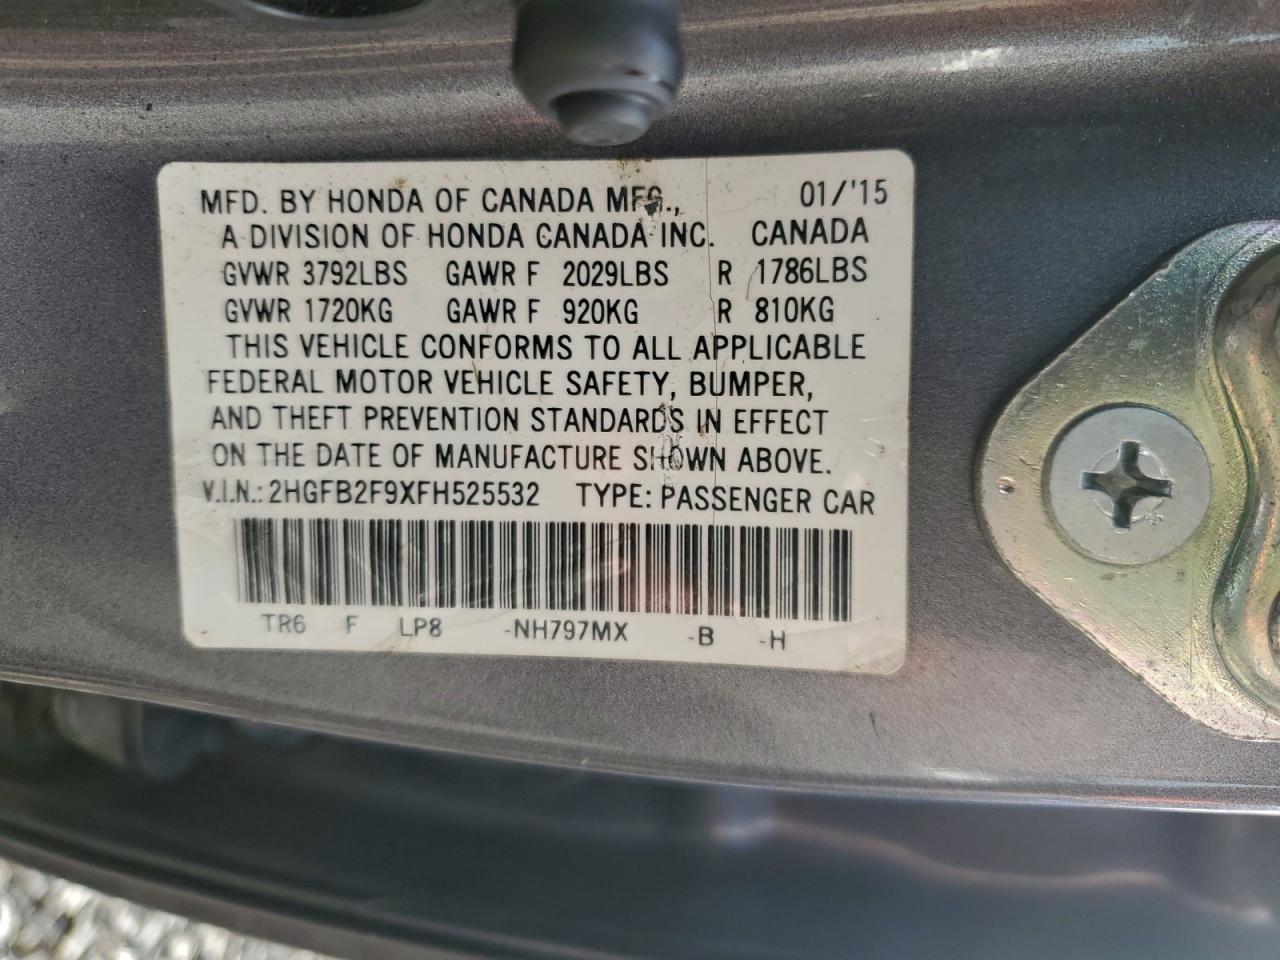 MFD. BY HONDA OF CANADA MFG., 01/'15
A DIVISION OF HONDA CANADA INC. CANADA
GVWR 3792LBS GAWR F 2029LBS R 1786LBS
GVWR 1720KG GAWR F 920KG R 810KG
THIS VEHICLE CONFORMS TO ALL APPLICABLE
FEDERAL MOTOR VEHICLE SAFETY, BUMPER,
AND THEFT PREVENTION STANDARDS IN EFFECT
ON THE DATE OF MANUFACTURE SHOWN ABOVE.
V.I.N.: 2HGFB2F9XFH525532 TYPE: PASSENGER CAR
TR6 F LP8 -NH797MX -B -H